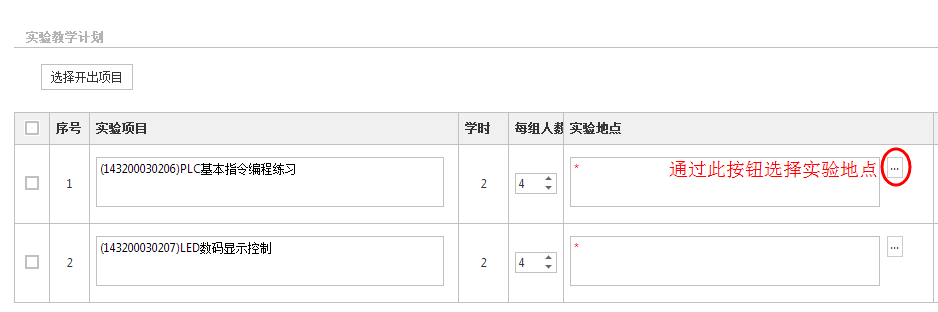 实验教学计划
选择开出项目
序号 实验项目 学时 每组人数 实验地点
1 (143200030206)PLC基本指令编程练习 2 4 * 通过此按钮选择实验地点 ...
2 (143200030207)LED数码显示控制 2 4 * ...